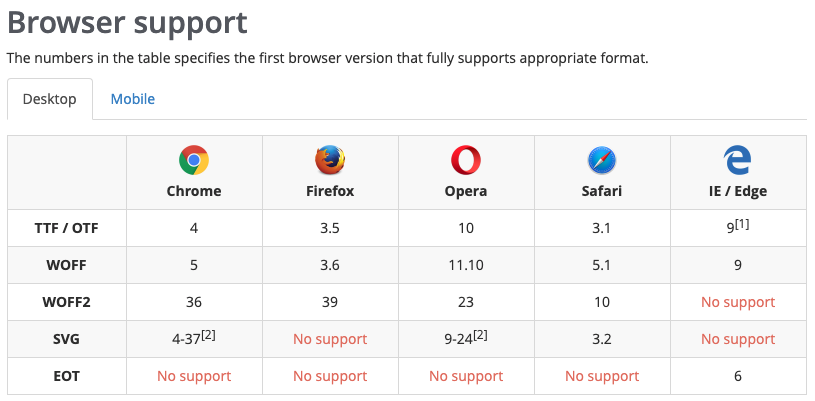 Browser support
The numbers in the table specifies the first browser version that fully supports appropriate format.
Desktop Mobile
Chrome Firefox Opera Safari IE / Edge
TTF / OTF 4 3.5 10 3.1 9[1]
WOFF 5 3.6 11.10 5.1 9
WOFF2 36 39 23 10 No support
SVG 4-37[2] No support 9-24[2] 3.2 No support
EOT No support No support No support No support 6